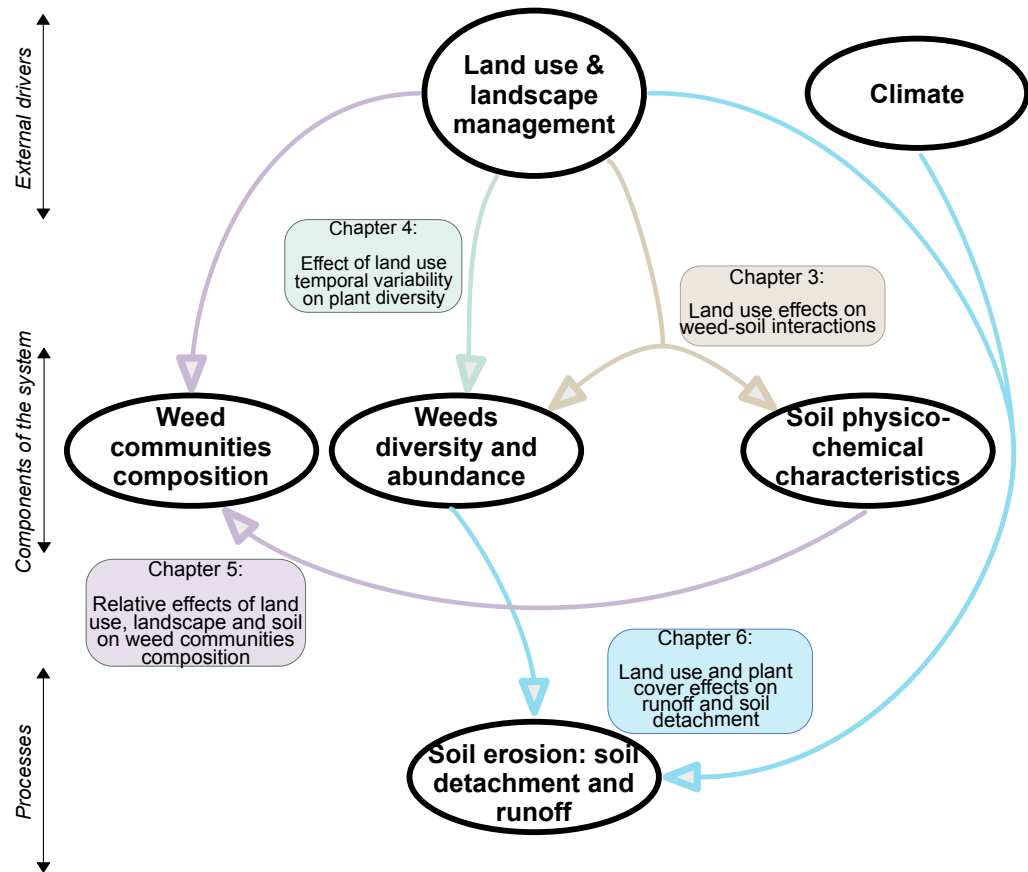 External drivers
Land use &
landscape
management
Climate
Chapter 4:
Effect of land use
temporal variability
on plant diversity
Chapter 3:
Land use effects on
weed-soil interactions
Components of the system
Weed
communities
composition
Weeds
diversity and
abundance
Soil physico-
chemical
characteristics
Chapter 5:
Relative effects of land
use, landscape and soil
on weed communities
composition
Chapter 6:
Land use and plant
cover effects on
runoff and soil
detachment
Processes
Soil erosion: soil
detachment and
runoff